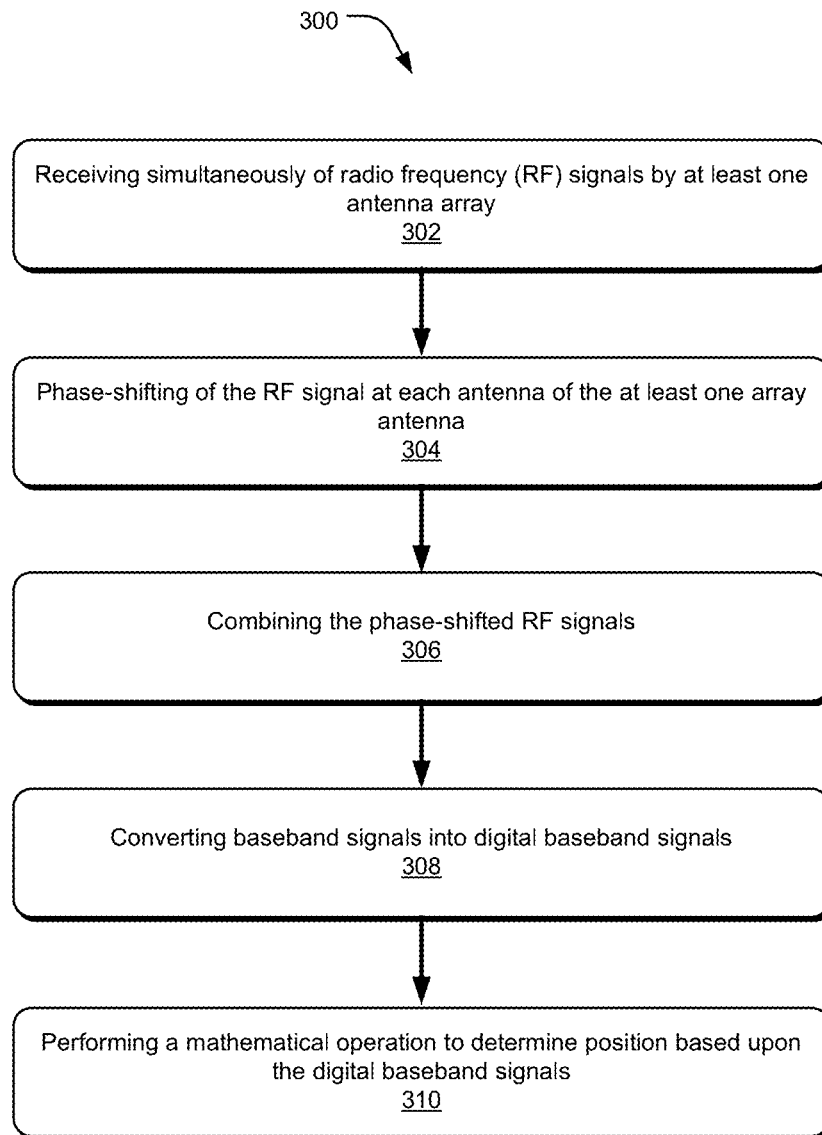 300
Receiving simultaneously of radio frequency (RF) signals by at least one
antenna array
302
Phase-shifting of the RF signal at each antenna of the at least one array
antenna
304
Combining the phase-shifted RF signals
306
Converting baseband signals into digital baseband signals
308
Performing a mathematical operation to determine position based upon
the digital baseband signals
310